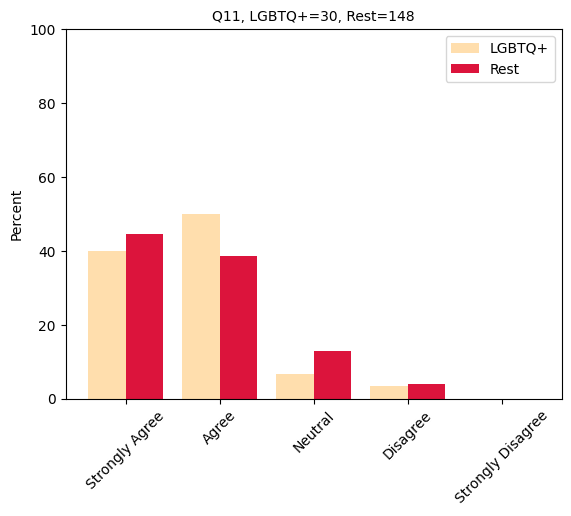 Q11, LGBTQ+=30, Rest=148
100
80
60
40
20
0
Percent
LGBTQ+
Rest
Strongly Agree
Agree
Neutral
Disagree
Strongly Disagree